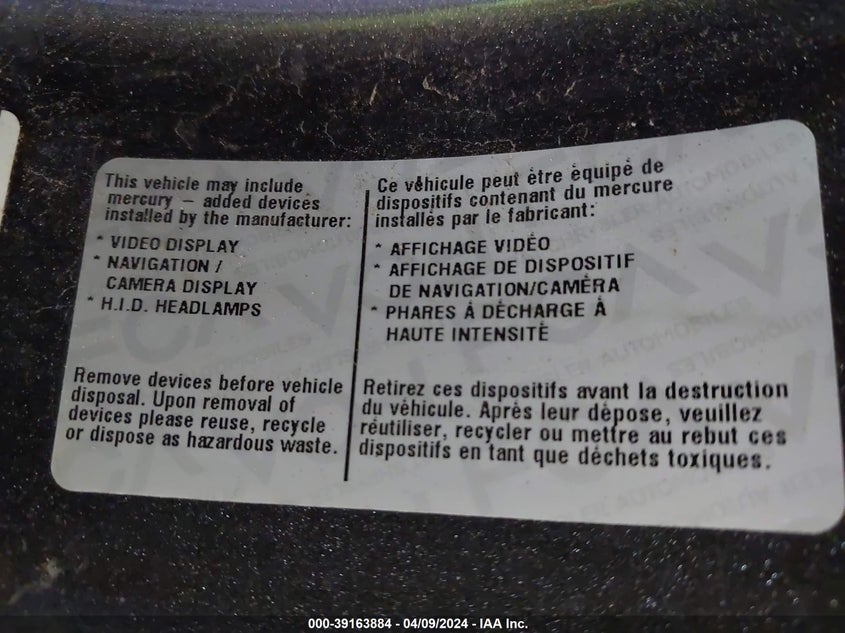 This vehicle may include
mercury – added devices
installed by the manufacturer:
* VIDEO DISPLAY
* NAVIGATION /
CAMERA DISPLAY
* H.I.D. HEADLAMPS
Remove devices before vehicle
disposal. Upon removal of
devices please reuse, recycle
or dispose as hazardous waste.
Ce véhicule peut être équipé de
dispositifs contenant du mercure
installés par le fabricant:
* AFFICHAGE VIDÉO
* AFFICHAGE DE DISPOSITIF
DE NAVIGATION/CAMÉRA
* PHARES À DÉCHARGE À
HAUTE INTENSITÉ
Retirez ces dispositifs avant la destruction
du véhicule. Après leur dépose, veuillez
réutiliser, recycler ou mettre au rebut ces
dispositifs en tant que déchets toxiques.
000-39163884 - 04/09/2024 - IAA Inc.